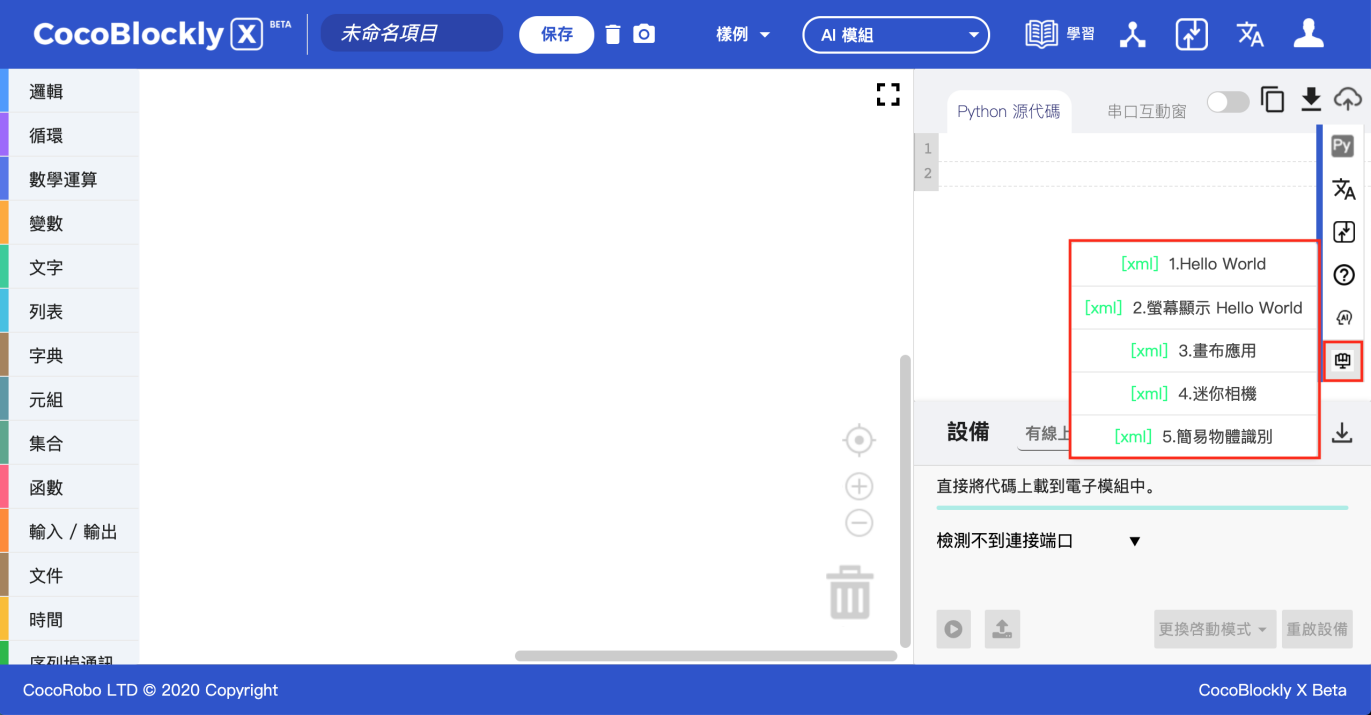 CocoBlockly X BETA
未命名項目
保存
樣例
AI 模組
學習
邏輯
循環
數學運算
變數
文字
列表
字典
元組
集合
函數
輸入 / 輸出
文件
時間
序列埠通訊
Python 源代碼
串口互動窗
1
2
Py
[xml] 1.Hello World
[xml] 2.螢幕顯示 Hello World
[xml] 3.畫布應用
[xml] 4.迷你相機
[xml] 5.簡易物體識別
AI
設備
有線上
直接將代碼上載到電子模組中。
檢測不到連接端口
更換啓動模式
重啟設備
CocoRobo LTD © 2020 Copyright
CocoBlockly X Beta